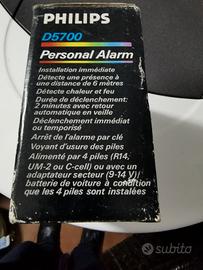 PHILIPS
D5700
Personal Alarm
Installation immédiate
Détecte une présence à
une distance de 6 mètres
Détecte chaleur et feu
Durée de déclenchement:
2 minutes avec retour
automatique en veille
Déclenchement immédiat
ou temporisé
Arrêt de l'alarme par clé
Voyant d'usure des piles
Alimenté par 4 piles (R14,
UM-2 ou C-cell) ou avec un
adaptateur secteur (9-14 V)/
batterie de voiture à condition
que les 4 piles sont instalées
subito